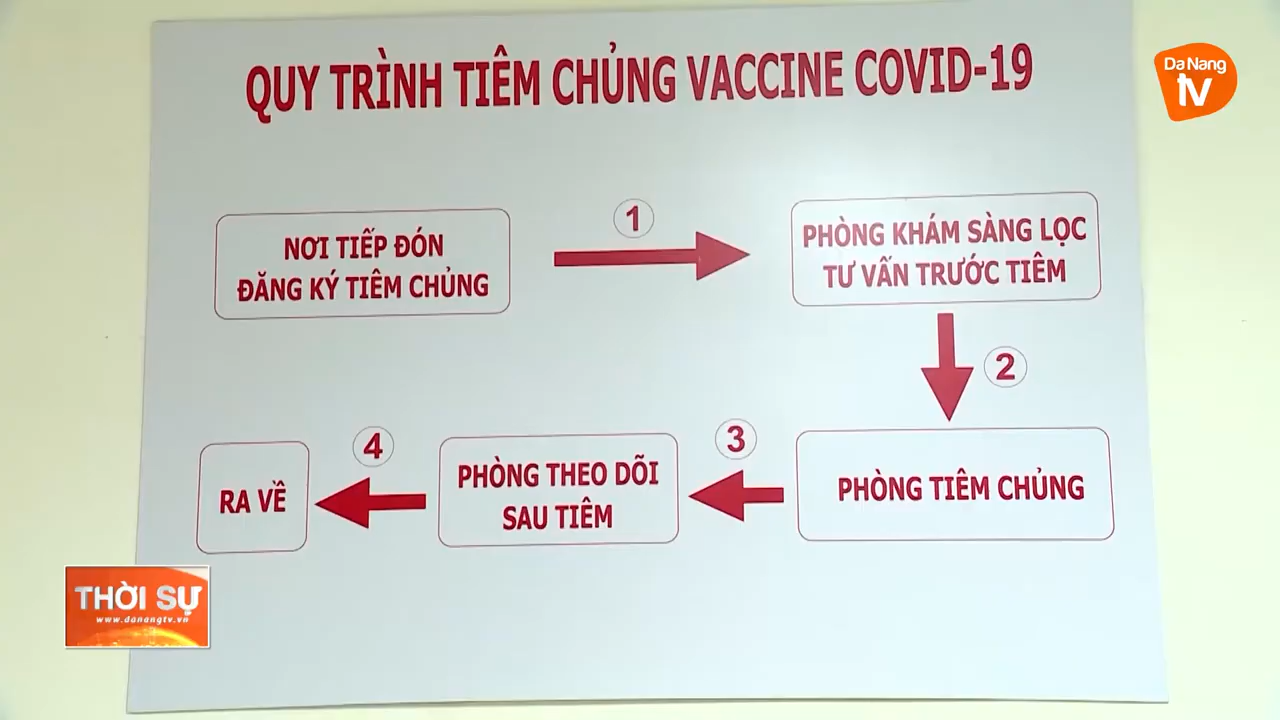 QUY TRÌNH TIÊM CHỦNG VACCINE COVID-19
Da Nang
tv
NƠI TIẾP ĐÓN
ĐĂNG KÝ TIÊM CHỦNG
1
PHÒNG KHÁM SÀNG LỌC
TƯ VẤN TRƯỚC TIÊM
2
PHÒNG TIÊM CHỦNG
3
PHÒNG THEO DÕI
SAU TIÊM
4
RA VỀ
THỜI SỰ
www.danangtv.vn